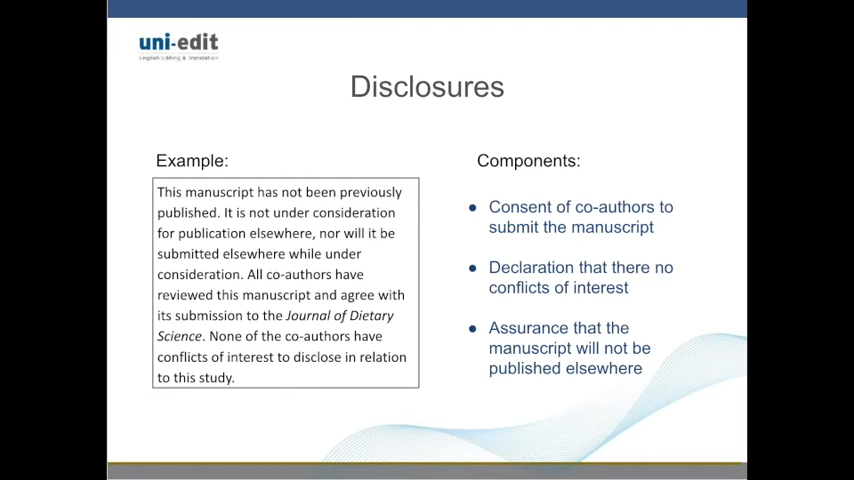 uni-edit
English Editing & Translation
Disclosures
Example:
This manuscript has not been previously
published. It is not under consideration
for publication elsewhere, nor will it be
submitted elsewhere while under
consideration. All co-authors have
reviewed this manuscript and agree with
its submission to the Journal of Dietary
Science. None of the co-authors have
conflicts of interest to disclose in relation
to this study.
Components:
● Consent of co-authors to
submit the manuscript
● Declaration that there no
conflicts of interest
● Assurance that the
manuscript will not be
published elsewhere